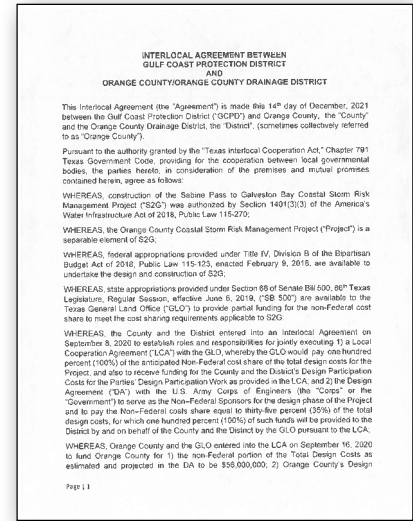 INTERLOCAL AGREEMENT BETWEEN
GULF COAST PROTECTION DISTRICT
AND
ORANGE COUNTY/ORANGE COUNTY DRAINAGE DISTRICT
This Interlocal Agreement (the "Agreement") is made this 14th day of December, 2021
between the Gulf Coast Protection District ("GCPD") and Orange County, the "County"
and the Orange County Drainage District, the "District", (sometimes collectively referred
to as "Orange County").
Pursuant to the authority granted by the "Texas Interlocal Cooperation Act," Chapter 791
Texas Government Code, providing for the cooperation between local governmental
bodies, the parties hereto, in consideration of the premises and mutual promises
contained herein, agree as follows:
WHEREAS, construction of the Sabine Pass to Galveston Bay Coastal Storm Risk
Management Project ("S2G") was authorized by Section 1401(3)(3) of the America's
Water Infrastructure Act of 2018, Public Law 115-270;
WHEREAS, the Orange County Coastal Storm Risk Management Project ("Project") is a
separable element of S2G;
WHEREAS, federal appropriations provided under Title IV, Division B of the Bipartisan
Budget Act of 2018, Public Law 115-123, enacted February 9, 2018, are available to
undertake the design and construction of S2G;
WHEREAS, state appropriations provided under Section 66 of Senate Bill 500, 86th Texas
Legislature, Regular Session, effective June 6, 2019, ("SB 500") are available to the
Texas General Land Office ("GLO") to provide partial funding for the non-Federal cost
share to meet the cost sharing requirements applicable to S2G;
WHEREAS, the County and the District entered into an Interlocal Agreement on
September 8, 2020 to establish roles and responsibilities for jointly executing 1) a Local
Cooperation Agreement ("LCA") with the GLO, whereby the GLO would pay one hundred
percent (100%) of the anticipated Non-Federal cost share of the total design costs for the
Project, and also to receive funding for the County and the District's Design Participation
Costs for the Parties' Design Participation Work as provided in the LCA, and 2) the Design
Agreement ("DA") with the U.S. Army Corps of Engineers (the "Corps" or the
"Government") to serve as the Non-Federal Sponsors for the design phase of the Project
and to pay the Non-Federal costs share equal to thirty-five percent (35%) of the total
design costs, for which one hundred percent (100%) of such funds will be provided to the
District by and on behalf of the County and the District by the GLO pursuant to the LCA;
WHEREAS, Orange County and the GLO entered into the LCA on September 16, 2020
to fund Orange County for 1) the non-Federal portion of the Total Design Costs as
estimated and projected in the DA to be $56,000,000; 2) Orange County's Design
Page | 1